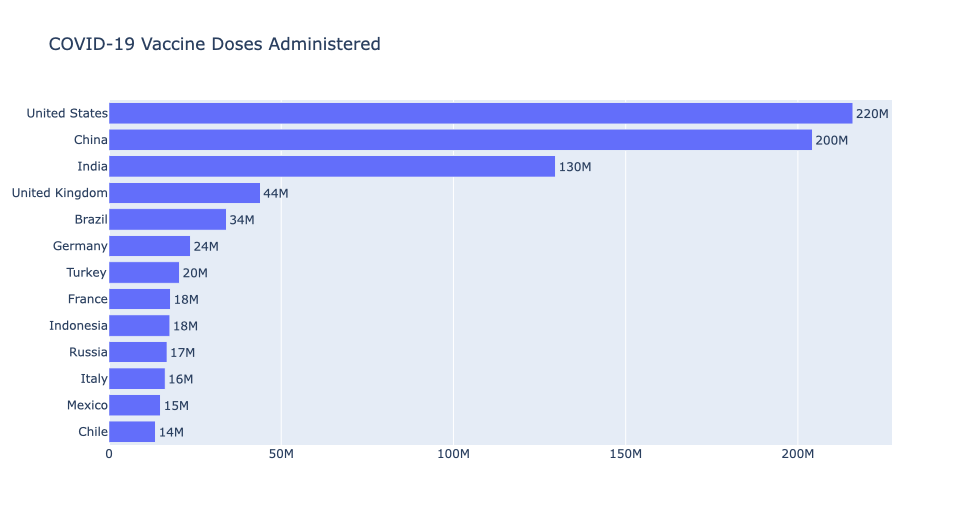 COVID-19 Vaccine Doses Administered
United States 220M
China 200M
India 130M
United Kingdom 44M
Brazil 34M
Germany 24M
Turkey 20M
France 18M
Indonesia 18M
Russia 17M
Italy 16M
Mexico 15M
Chile 14M
0 50M 100M 150M 200M